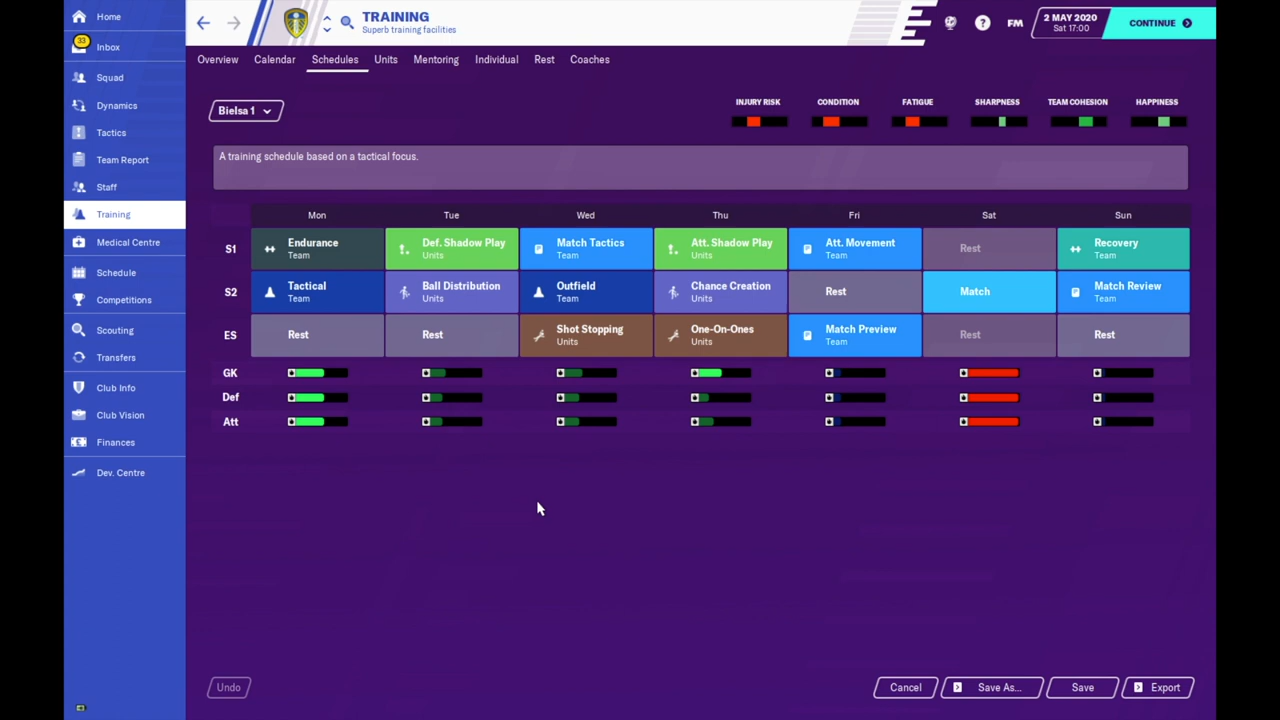 Home
TRAINING
Superb training facilities
FM
2 MAY 2020
Sat 17:00
CONTINUE
33
Inbox
Squad
Dynamics
Tactics
Team Report
Staff
Training
Medical Centre
Schedule
Competitions
Scouting
Transfers
Club Info
Club Vision
Finances
Dev. Centre
Overview Calendar Schedules Units Mentoring Individual Rest Coaches
Bielsa 1
INJURY RISK CONDITION FATIGUE SHARPNESS TEAM COHESION HAPPINESS
A training schedule based on a tactical focus.
Mon Tue Wed Thu Fri Sat Sun
S1 Endurance Def. Shadow Play Match Tactics Att. Shadow Play Att. Movement Rest Recovery
Team Units Team Units Team Team
S2 Tactical Ball Distribution Outfield Chance Creation Rest Match Match Review
Team Units Team Units Team
ES Rest Rest Shot Stopping One-On-Ones Match Preview Rest Rest
Units Units Team
GK
Def
Att
Undo Cancel Save As... Save Export